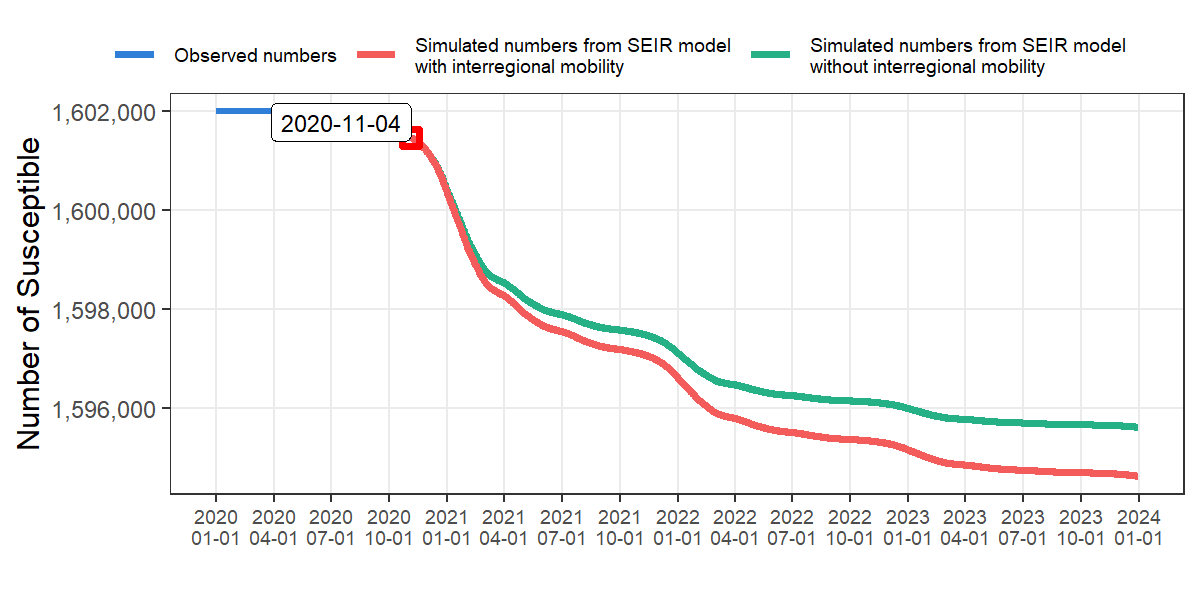 Observed numbers
Simulated numbers from SEIR model
with interregional mobility
Simulated numbers from SEIR model
without interregional mobility
Number of Susceptible
1,602,000
1,600,000
1,598,000
1,596,000
2020-11-04
2020 2020 2020 2020 2021 2021 2021 2021 2022 2022 2022 2022 2023 2023 2023 2023 2024
01-01 04-01 07-01 10-01 01-01 04-01 07-01 10-01 01-01 04-01 07-01 10-01 01-01 04-01 07-01 10-01 01-01